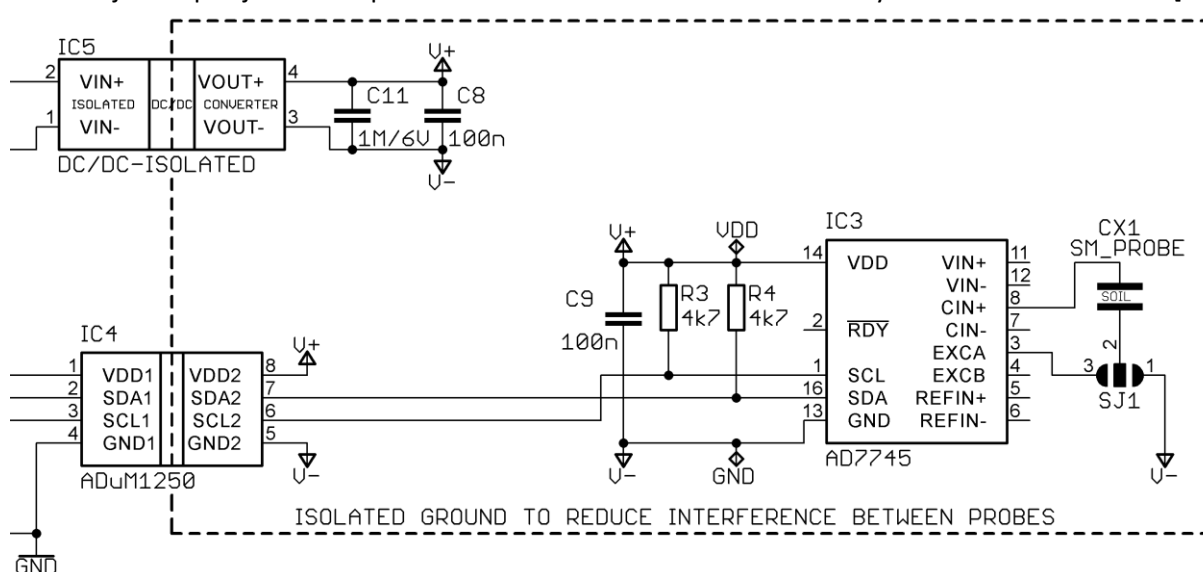 IC5
2 VIN+ VOUT+ 4
ISOLATED DC/DC CONVERTER
1 VIN- VOUT- 3
DC/DC-ISOLATED
V+
C11 C8
1M/6V 100n
V-
IC4
1 VDD1 VDD2 8
2 SDA1 SDA2 7
3 SCL1 SCL2 6
4 GND1 GND2 5
ADuM1250
V+
V-
GND
V+ VDD
C9
100n
R3
4k7
R4
4k7
V- GND
IC3
14 VDD VIN+ 11
VIN- 12
CIN+ 8
2 RDY CIN- 7
EXCA 3
1 SCL EXCB 4
16 SDA REFIN+ 5
13 GND REFIN- 6
AD7745
CX1
SM_PROBE
SOIL
2
3 1
SJ1
V-
ISOLATED GROUND TO REDUCE INTERFERENCE BETWEEN PROBES